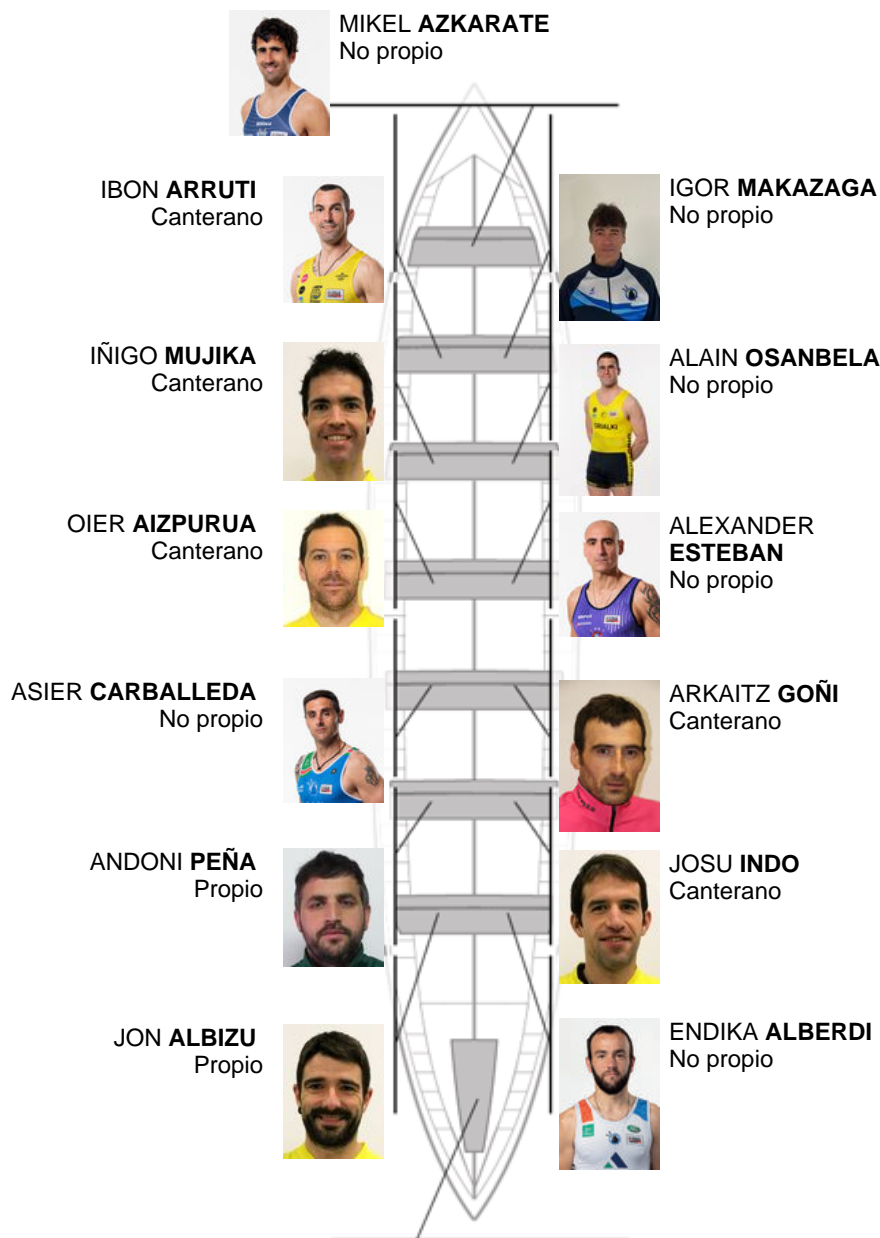 MIKEL AZKARATE
No propio
IBON ARRUTI
Canterano
IGOR MAKAZAGA
No propio
IÑIGO MUJIKA
Canterano
ALAIN OSANBELA
No propio
OIER AIZPURUA
Canterano
ALEXANDER
ESTEBAN
No propio
ASIER CARBALLEDA
No propio
ARKAITZ GOÑI
Canterano
ANDONI PEÑA
Propio
JOSU INDO
Canterano
JON ALBIZU
Propio
ENDIKA ALBERDI
No propio